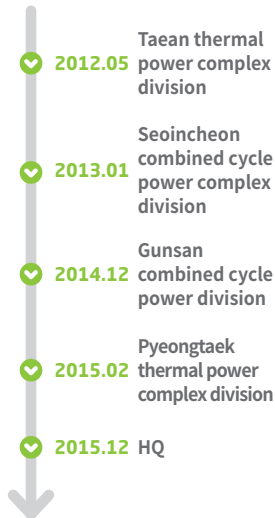 Taean thermal
2012.05 power complex
division
Seoincheon
combined cycle
2013.01 power complex
division
Gunsan
2014.12 combined cycle
power division
Pyeongtaek
2015.02 thermal power
complex division
2015.12 HQ